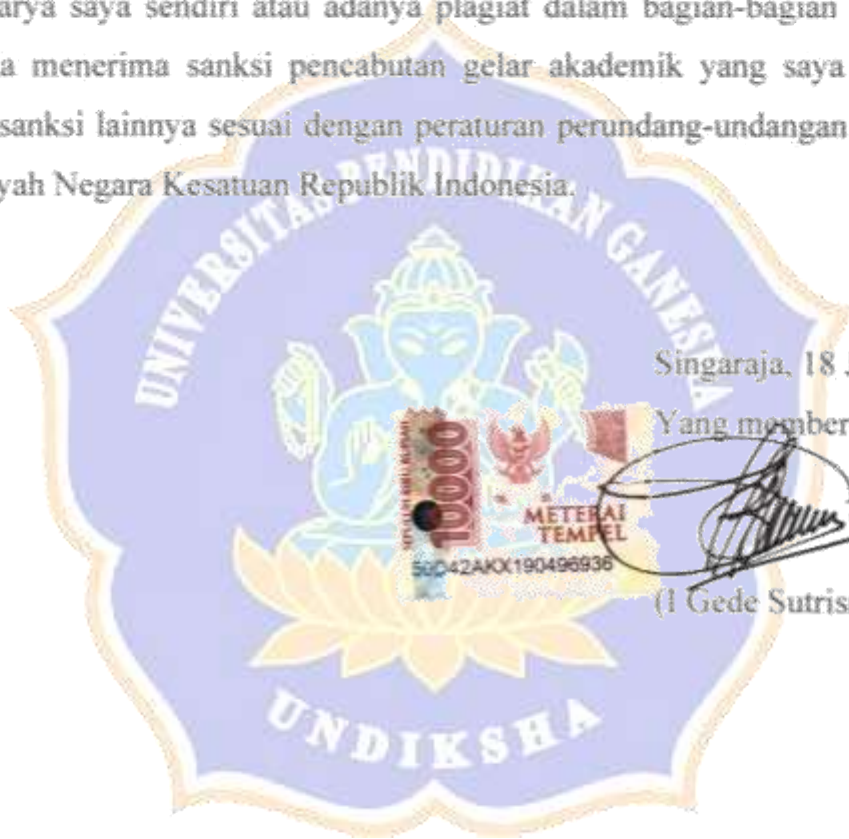 arya saya sendiri atau adanya plagiat dalam bagian-bagian
a menerima sanksi pencabutan gelar akademik yang saya
sanksi lainnya sesuai dengan peraturan perundang-undangan
yah Negara Kesatuan Republik Indonesia.
UNIVERSITAS PENDIDIKAN GANESHA
Singaraja, 18
Yang member
10000
METERAI
TEMPEL
50D42AKX190496936
(I Gede Sutris
UNDIKSHA